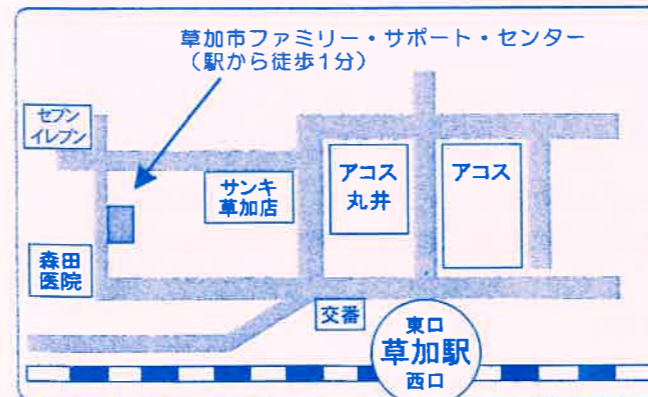 草加市ファミリー・サポート・センター
（駅から徒歩1分）
セブン
イレブン
サンキ
草加店
アコス
丸井
アコス
森田
医院
交番
東口
草加駅
西口